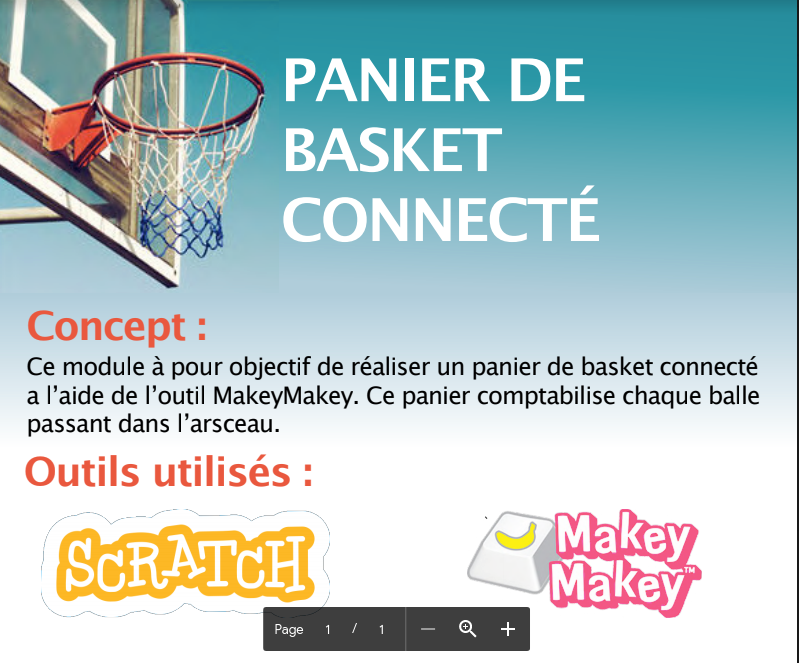 PANIER DE
BASKET
CONNECTÉ
Concept :
Ce module à pour objectif de réaliser un panier de basket connecté
a l’aide de l’outil MakeyMakey. Ce panier comptabilise chaque balle
passant dans l’arsceau.
Outils utilisés :
SCRATCH
Makey
Makey™
Page 1 / 1